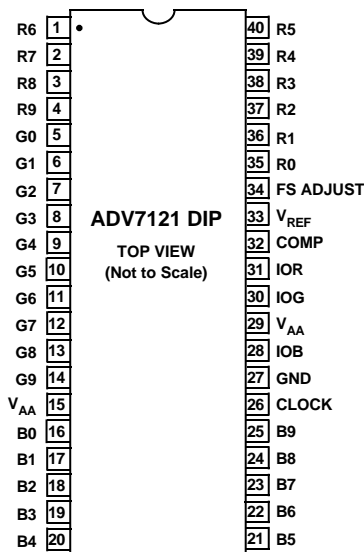 R6 1 40 R5
R7 2 39 R4
R8 3 38 R3
R9 4 37 R2
G0 5 36 R1
G1 6 35 R0
G2 7 34 FS ADJUST
G3 8 ADV7121 DIP 33 VREF
G4 9 TOP VIEW 32 COMP
G5 10 (Not to Scale) 31 IOR
G6 11 30 IOG
G7 12 29 VAA
G8 13 28 IOB
G9 14 27 GND
VAA 15 26 CLOCK
B0 16 25 B9
B1 17 24 B8
B2 18 23 B7
B3 19 22 B6
B4 20 21 B5